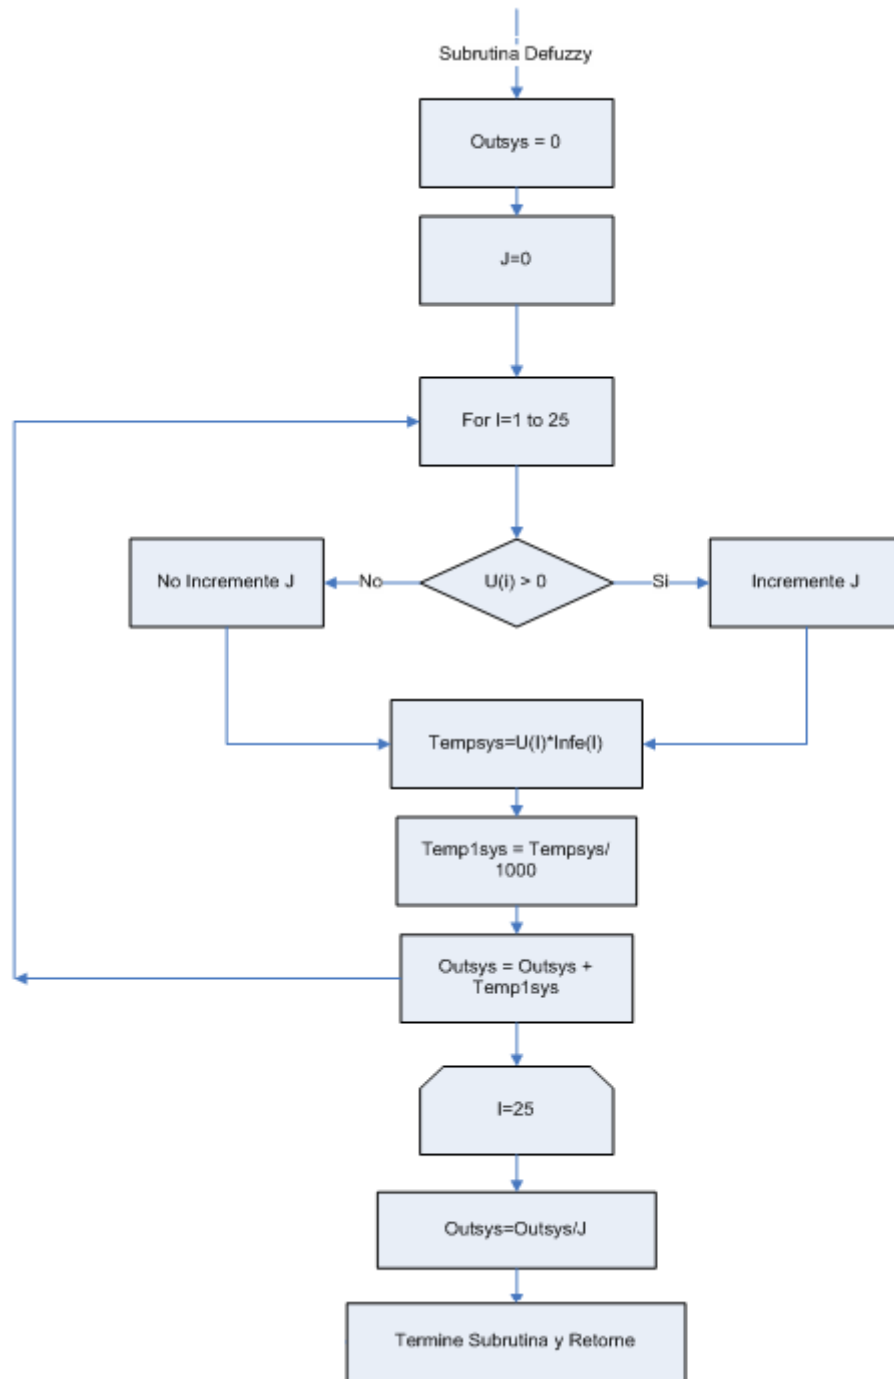 Subrutina Defuzzy
Outsys = 0
J=0
For I=1 to 25
No Incremente J
No
U(i) > 0
Si
Incremente J
Tempsys=U(I)*Infe(I)
Temp1sys = Tempsys/
1000
Outsys = Outsys +
Temp1sys
I=25
Outsys=Outsys/J
Termine Subrutina y Retorne